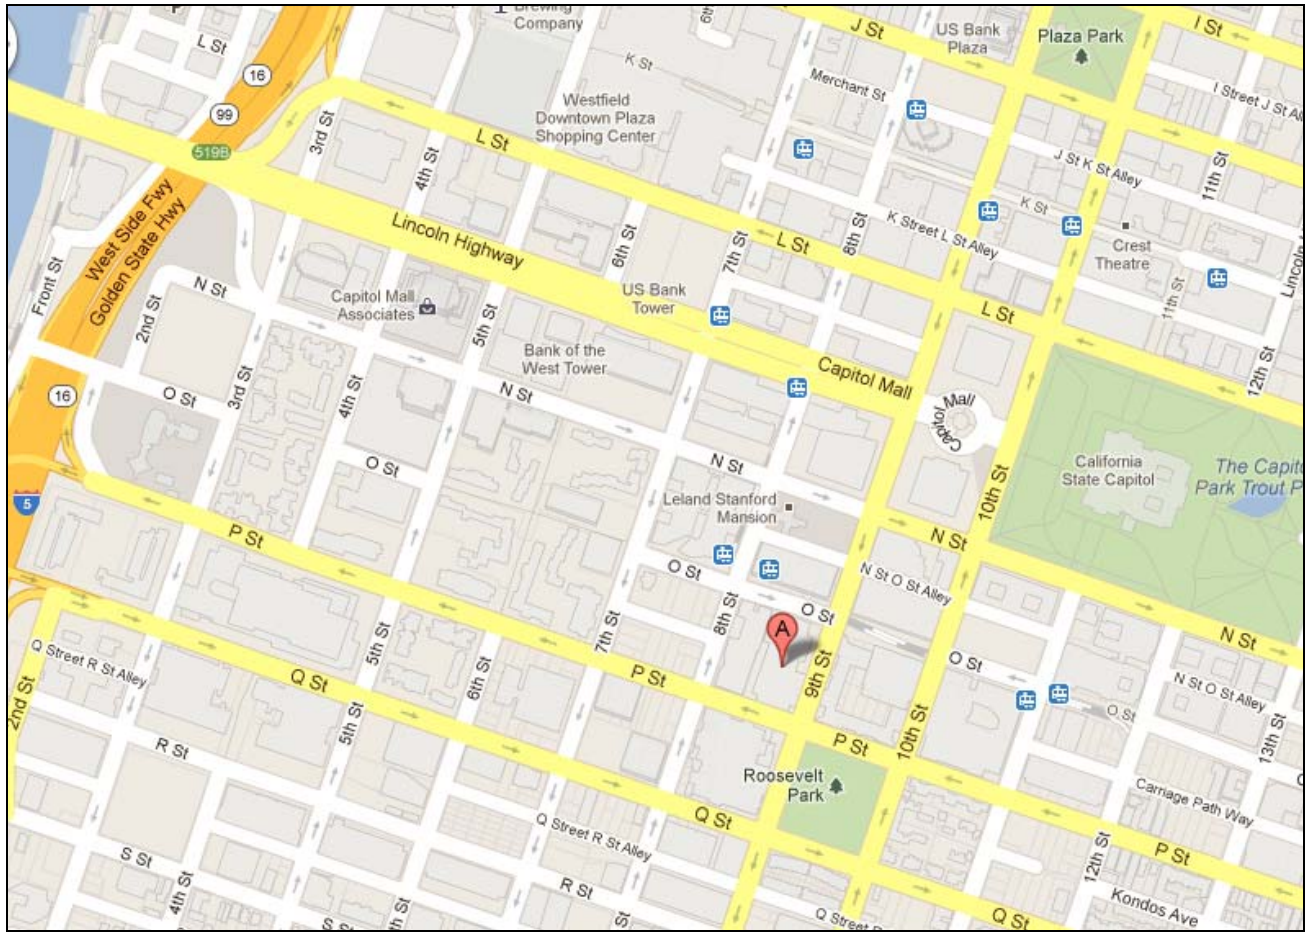 Brewing
Company
6th
J St
US Bank
Plaza
Plaza Park
I St
L St
16
K St
Merchant St
I Street J St Al
99
Westfield
Downtown Plaza
Shopping Center
3rd St
L St
519B
4th St
J St K St Alley
11th St
West Side Fwy
Golden State Hwy
Lincoln Highway
6th St
7th St
L St
8th St
K Street L St Alley
K St
Crest
Theatre
Lincoln
Front St
N St
2nd St
Capitol Mall
Associates
5th St
US Bank
Tower
L St
11th St
12th St
Bank of the
West Tower
Capitol Mall
Capitol Mall
16
O St
3rd St
4th St
N St
O St
N St
California
State Capitol
The Capito
Park Trout P
5
Leland Stanford
Mansion
10th St
P St
N St
O St
N St O St Alley
8th St
O St
A
7th St
9th St
N St
Q Street R St Alley
5th St
6th St
Q St
P St
O St
N St O St Alley
O St
2nd St
5th St
10th St
13th St
R St
P St
Roosevelt
Park
Carriage Path Way
Q St
Q Street R St Alley
S St
12th St
P St
4th St
R St
Kondos Ave
S S
th St
St
Q Street R
Q St